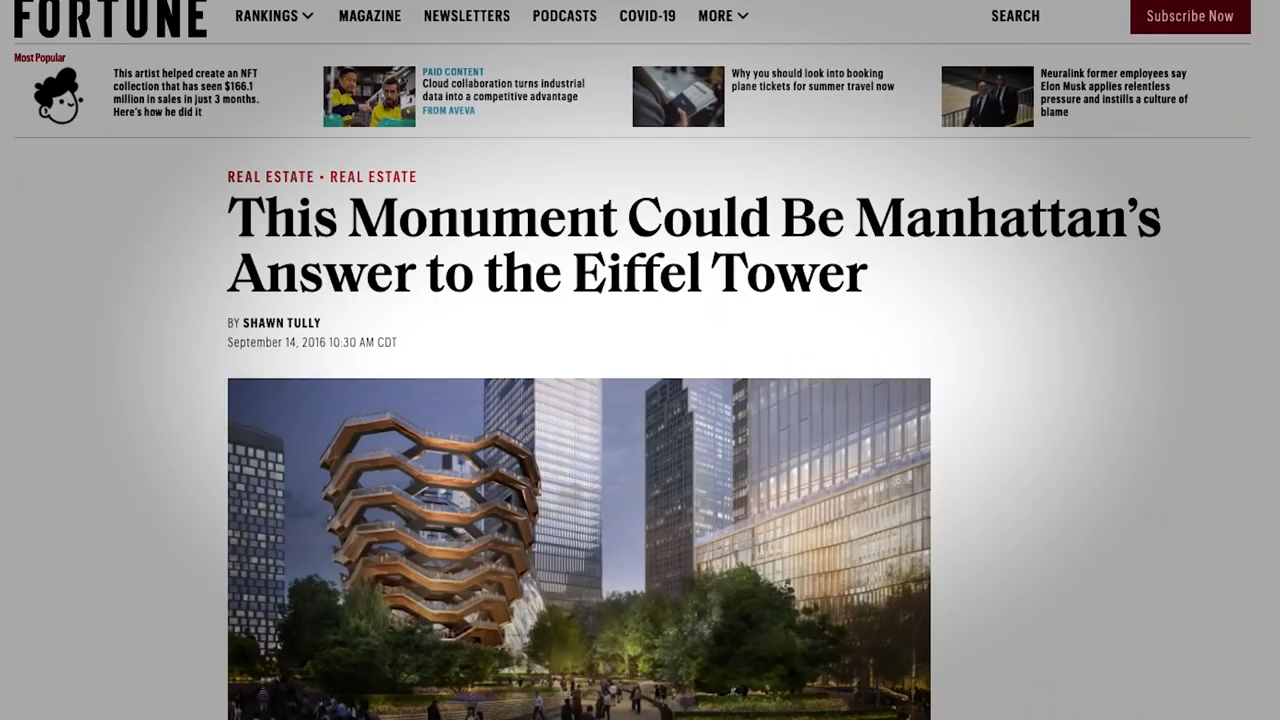 FORTUNE
RANKINGS MAGAZINE NEWSLETTERS PODCASTS COVID-19 MORE SEARCH Subscribe Now
Most Popular
This artist helped create an NFT
collection that has seen $166.1
million in sales in just 3 months.
Here's how he did it
PAID CONTENT
Cloud collaboration turns industrial
data into a competitive advantage
FROM AVEVA
Why you should look into booking
plane tickets for summer travel now
Neuralink former employees say
Elon Musk applies relentless
pressure and instills a culture of
blame
REAL ESTATE • REAL ESTATE
This Monument Could Be Manhattan’s
Answer to the Eiffel Tower
BY SHAWN TULLY
September 14, 2016 10:30 AM CDT